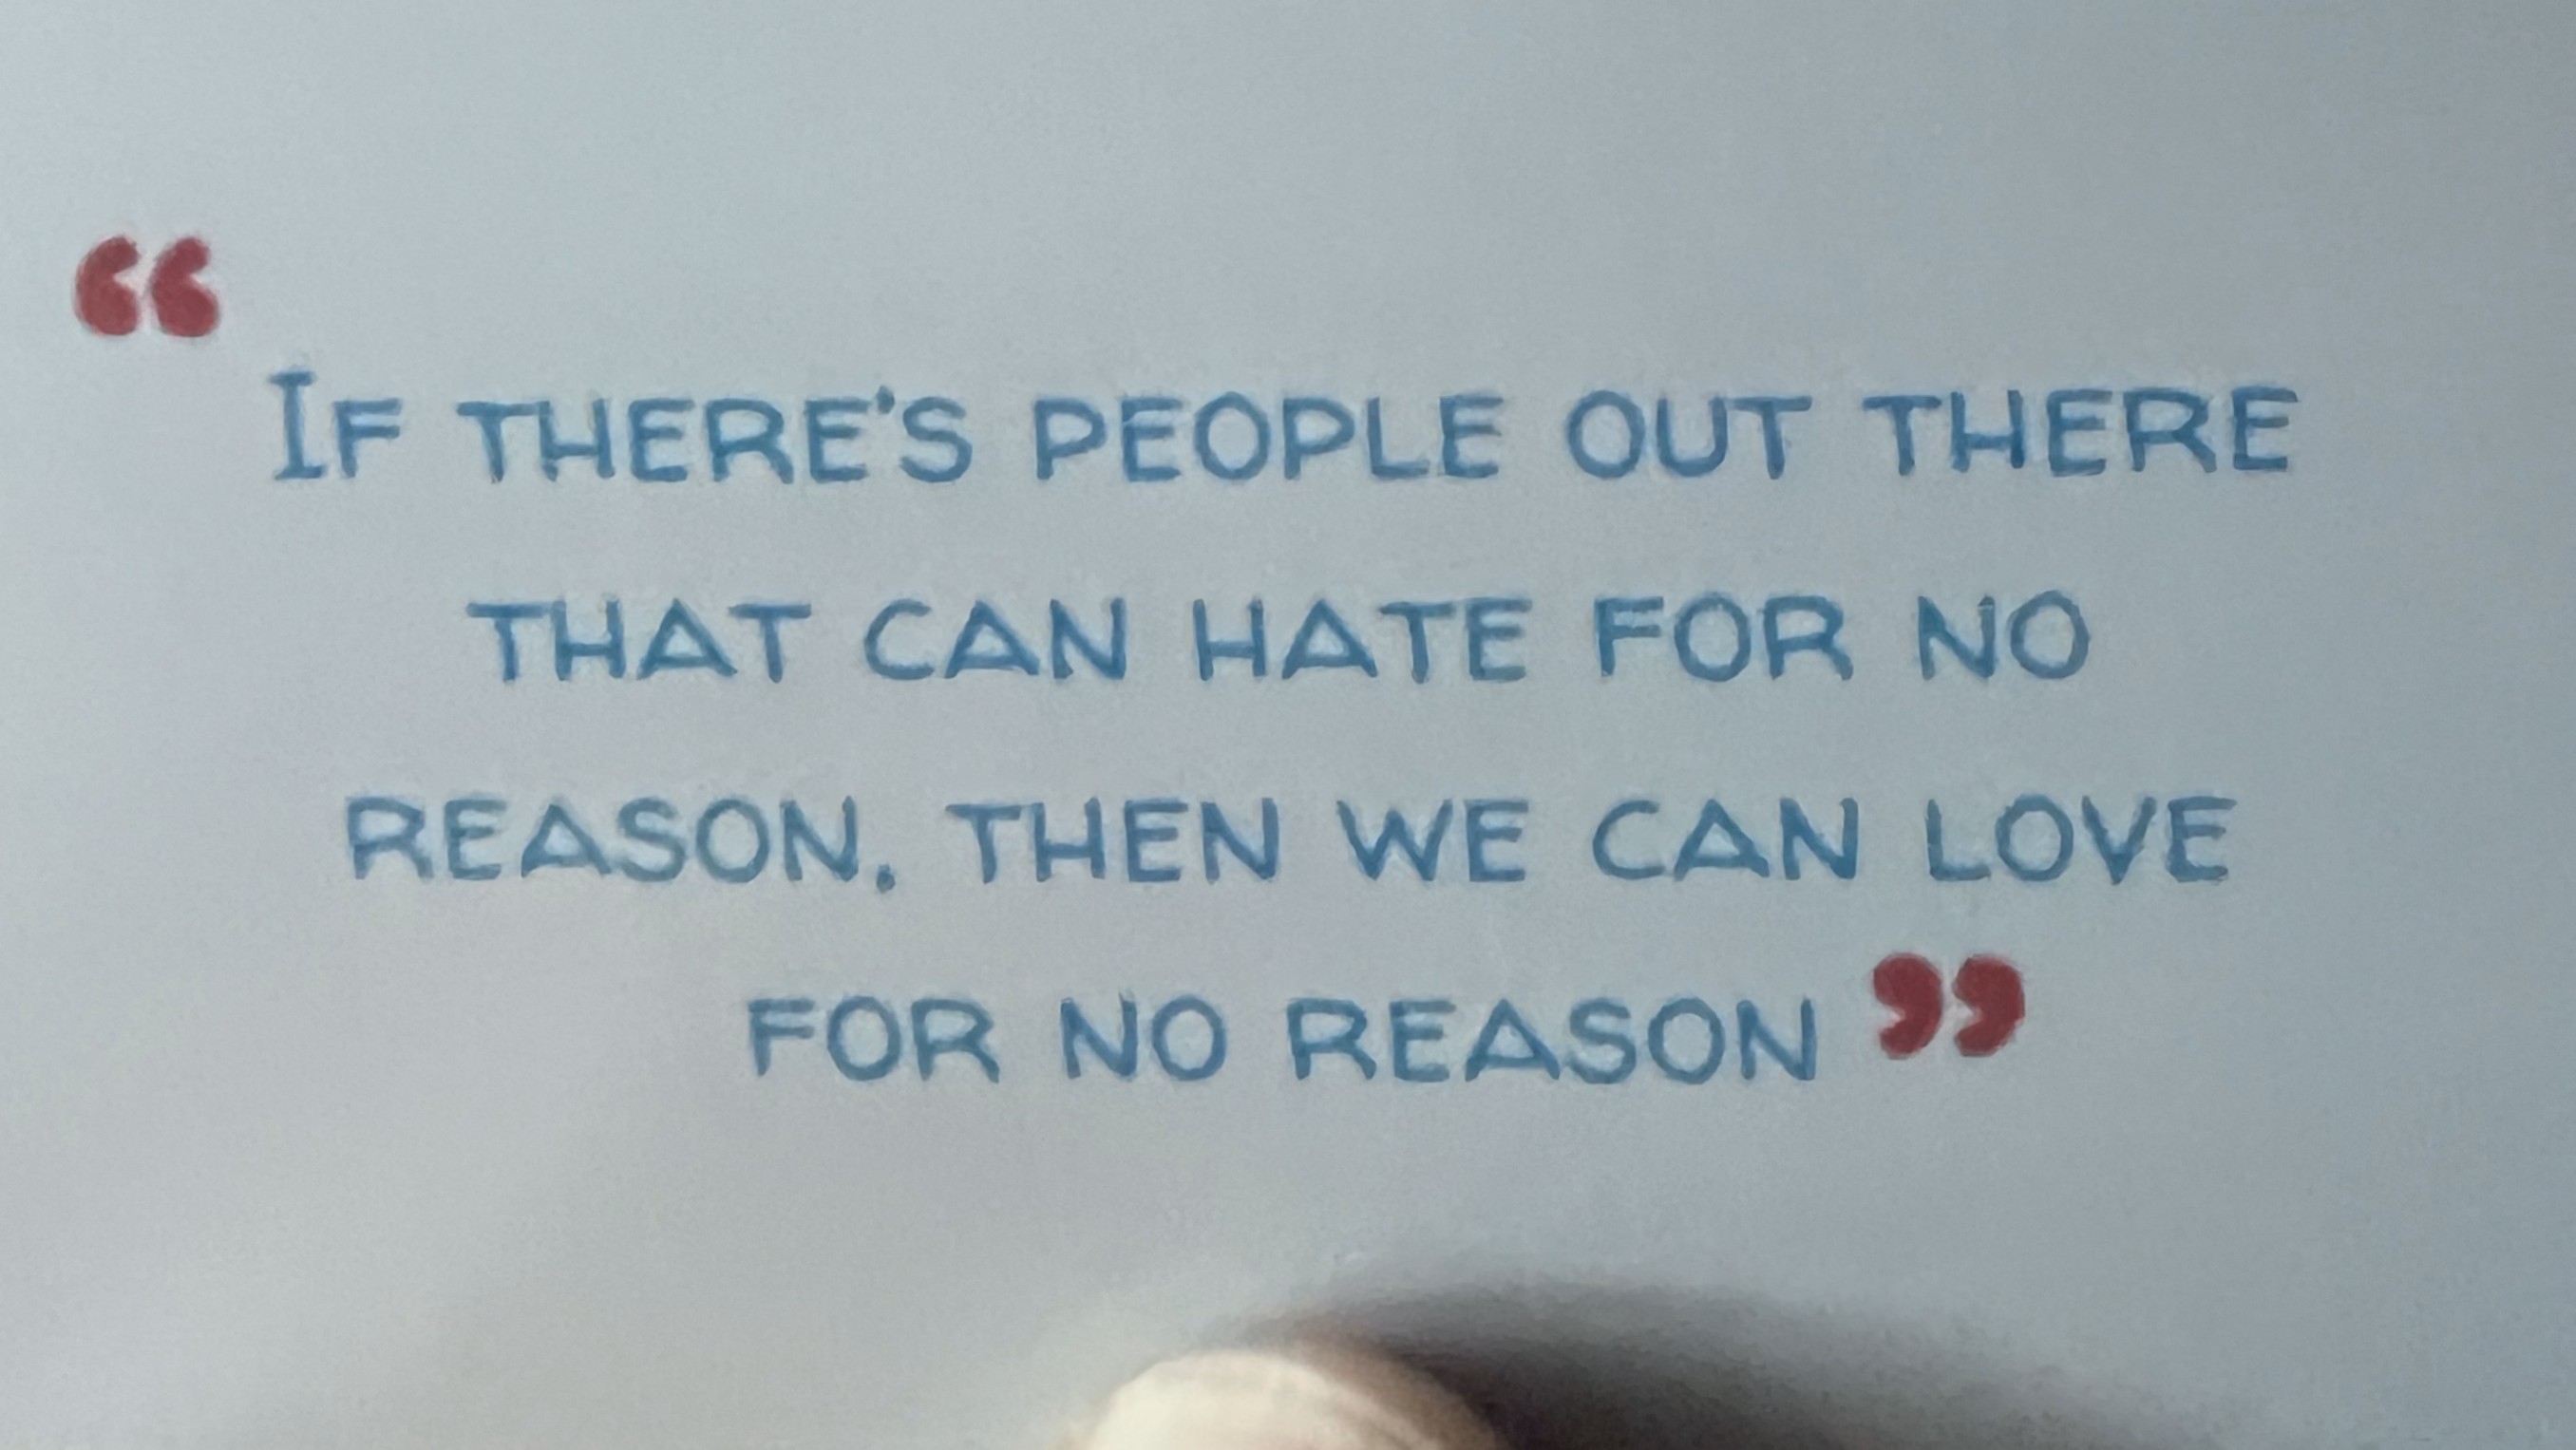 “If there's people out there
that can hate for no
reason. then we can love
for no reason”